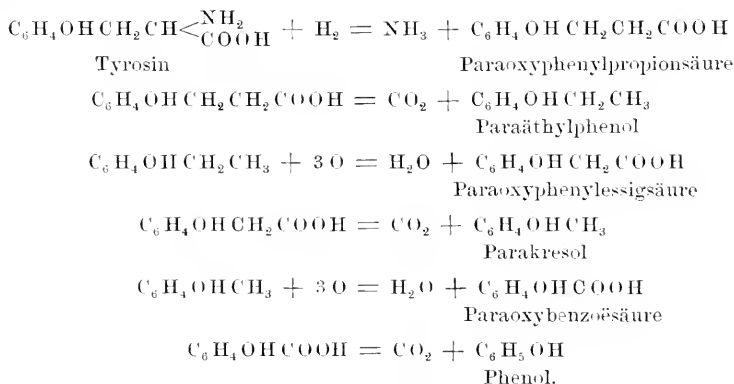 C₆H₄OHCH₂CH<NH₂ COOH + H₂ = NH₃ + C₆H₄OHCH₂CH₂COOH
Tyrosin Paraoxyphenylpropionsäure
C₆H₄OHCH₂CH₂COOH = CO₂ + C₆H₄OHCH₂CH₃
Paraäthylphenol
C₆H₄OHCH₂CH₃ + 3O = H₂O + C₆H₄OHCH₂COOH
Paraoxyphenylessigsäure
C₆H₄OHCH₂COOH = CO₂ + C₆H₄OHCH₃
Parakresol
C₆H₄OHCH₃ + 3O = H₂O + C₆H₄OHCOOH
Paraoxybenzoësäure
C₆H₄OHCOOH = CO₂ + C₆H₅OH
Phenol.